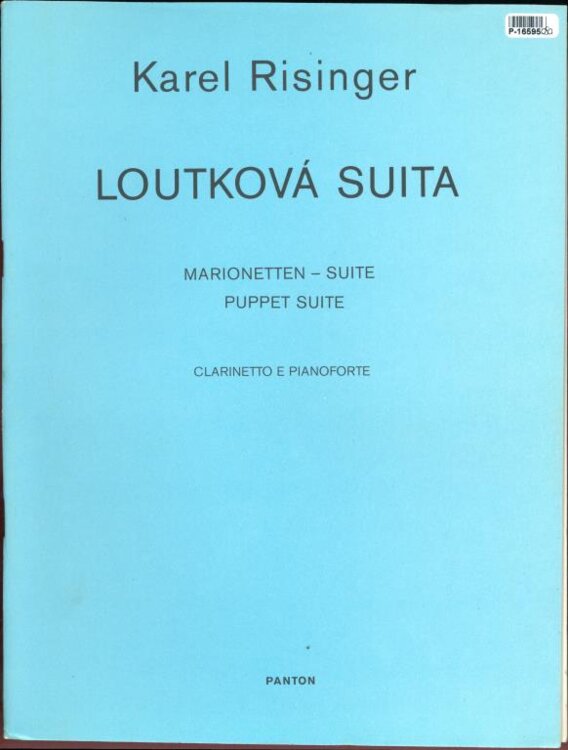 P-16595
Karel Risinger
LOUTKOVÁ SUITA
MARIONETTEN – SUITE
PUPPET SUITE
CLARINETTO E PIANOFORTE
PANTON